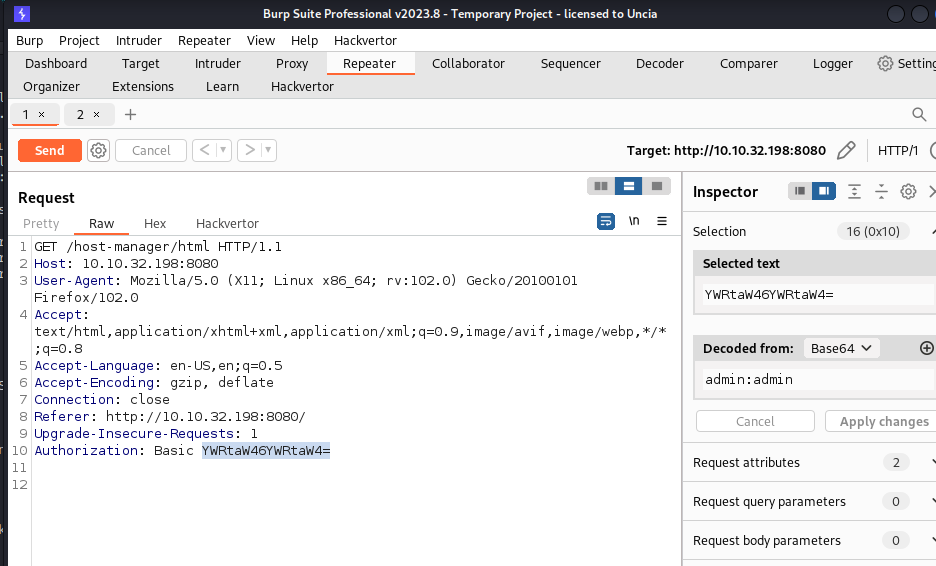 Burp Suite Professional v2023.8 - Temporary Project - licensed to Uncia
Burp Project Intruder Repeater View Help Hackvertor
Dashboard Target Intruder Proxy Repeater Collaborator Sequencer Decoder Comparer Logger Setting
Organizer Extensions Learn Hackvertor
1 × 2 × +
Send Cancel < >
Target: http://10.10.32.198:8080 HTTP/1
Request
Pretty Raw Hex Hackvertor \n
1 GET /host-manager/html HTTP/1.1
2 Host: 10.10.32.198:8080
3 User-Agent: Mozilla/5.0 (X11; Linux x86_64; rv:102.0) Gecko/20100101
Firefox/102.0
4 Accept:
text/html,application/xhtml+xml,application/xml;q=0.9,image/avif,image/webp,*/*
;q=0.8
5 Accept-Language: en-US,en;q=0.5
6 Accept-Encoding: gzip, deflate
7 Connection: close
8 Referer: http://10.10.32.198:8080/
9 Upgrade-Insecure-Requests: 1
10 Authorization: Basic YWRtaW46YWRtaW4=
11
12
Inspector
Selection 16 (0x10)
Selected text
YWRtaW46YWRtaW4=
Decoded from: Base64
admin:admin
Cancel Apply changes
Request attributes 2
Request query parameters 0
Request body parameters 0